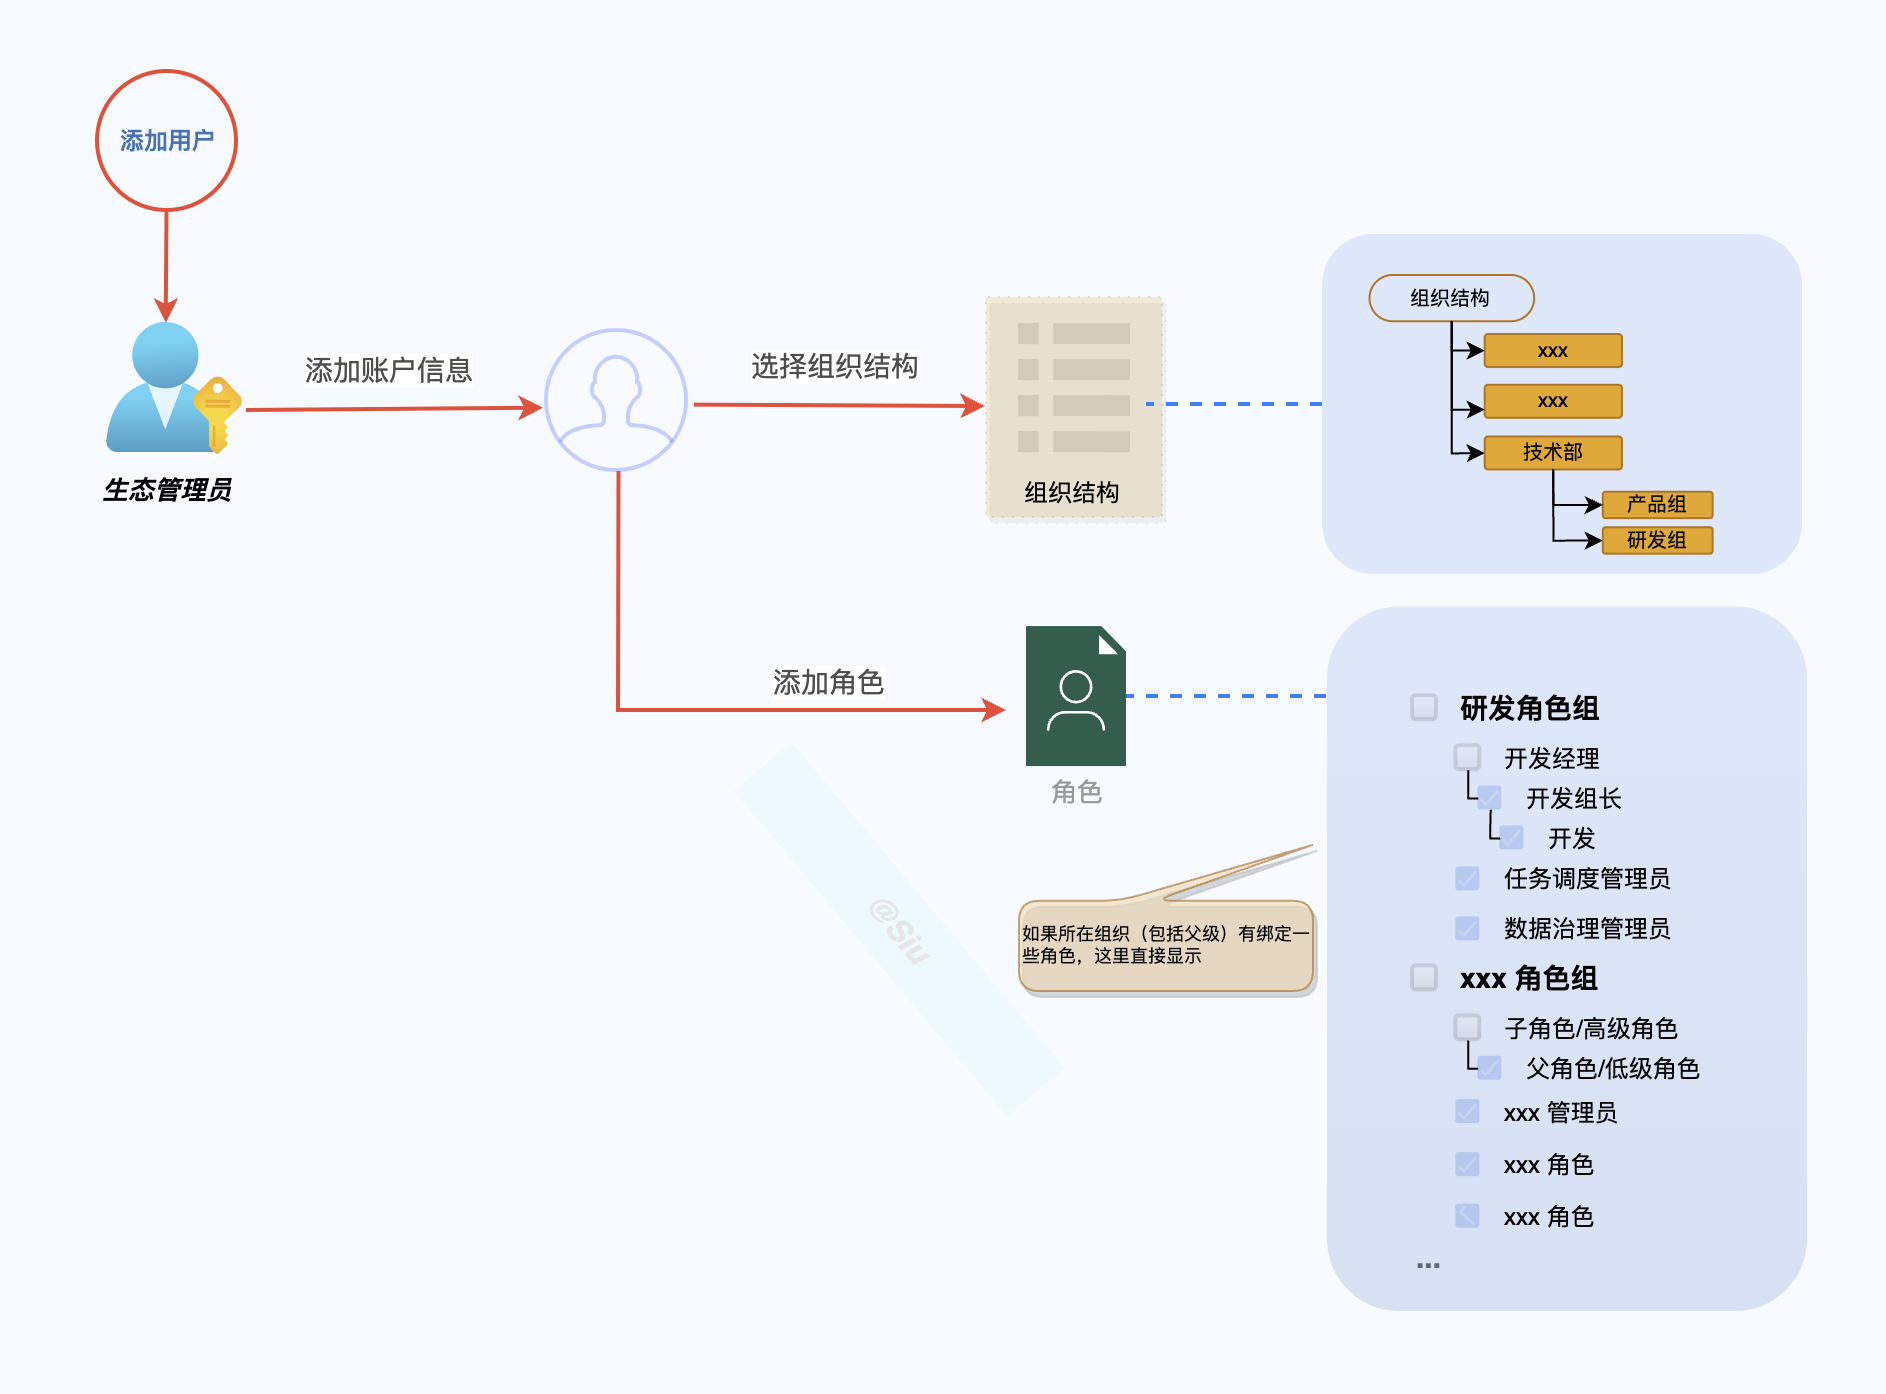 添加用户
生态管理员
添加账户信息
选择组织结构
组织结构
组织结构
xxx
xxx
技术部
产品组
研发组
添加角色
角色
如果所在组织（包括父级）有绑定一
些角色，这里直接显示
研发角色组
开发经理
开发组长
开发
任务调度管理员
数据治理管理员
xxx 角色组
子角色/高级角色
父角色/低级角色
xxx 管理员
xxx 角色
xxx 角色
...
@Siu